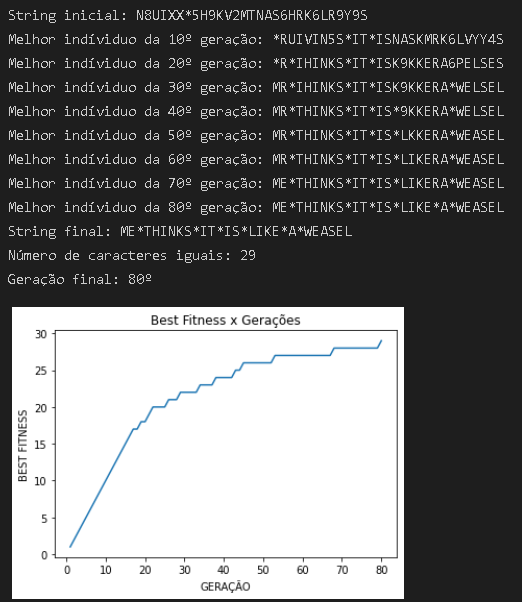 String inicial: N8UIXX*5H9KV2MTNAS6HRK6LR9Y9S
Melhor indíviduo da 10º geração: *RUIVIN5S*IT*ISNASKMRK6LVYY4S
Melhor indíviduo da 20º geração: *R*IHINKS*IT*ISK9KKERA6PELSES
Melhor indíviduo da 30º geração: MR*IHINKS*IT*ISK9KKERA*WELSEL
Melhor indíviduo da 40º geração: MR*THINKS*IT*IS*9KKERA*WELSEL
Melhor indíviduo da 50º geração: MR*THINKS*IT*IS*LKKERA*WEASEL
Melhor indíviduo da 60º geração: MR*THINKS*IT*IS*LIKERA*WEASEL
Melhor indíviduo da 70º geração: ME*THINKS*IT*IS*LIKERA*WEASEL
Melhor indíviduo da 80º geração: ME*THINKS*IT*IS*LIKE*A*WEASEL
String final: ME*THINKS*IT*IS*LIKE*A*WEASEL
Número de caracteres iguais: 29
Geração final: 80º
Best Fitness x Gerações
30
25
20
15
10
5
0
BEST FITNESS
0 10 20 30 40 50 60 70 80
GERAÇÃO